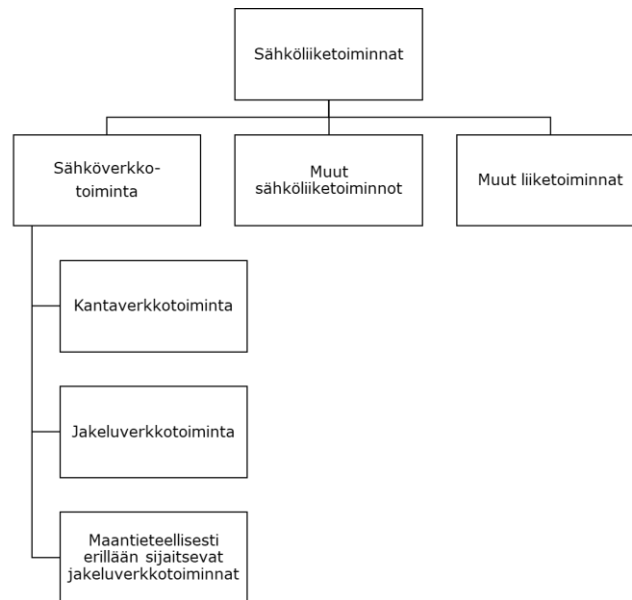 Sähköliiketoiminnat
Sähköverkko-
toiminta
Muut
sähköliiketoiminnot
Muut liiketoiminnat
Kantaverkkotoiminta
Jakeluverkkotoiminta
Maantieteellisesti
erillään sijaitsevat
jakeluverkkotoiminnat